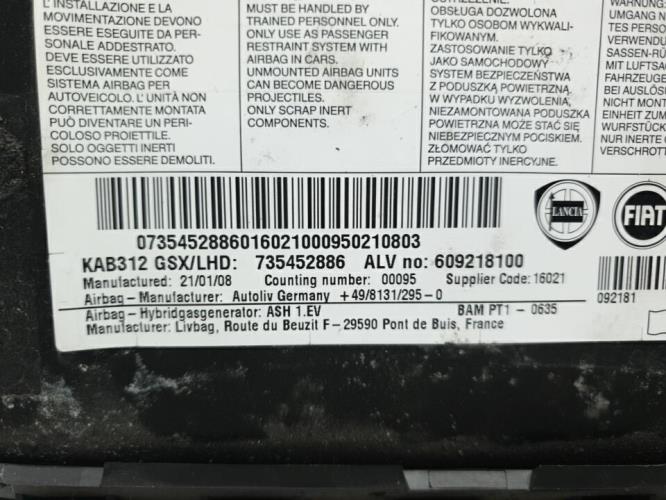 L'INSTALLAZIONE E LA
MOVIMENTAZIONE DEVONO
ESSERE ESEGUITE DA PER-
SONALE ADDESTRATO.
DEVE ESSERE UTILIZZATO
ESCLUSIVAMENTE COME
SISTEMA AIRBAG PER
AUTOVEICOLO. L'UNITÀ NON
CORRETTAMENTE MONTATA
PUÒ DIVENTARE UN PERI-
COLOSO PROIETTILE.
SOLO OGGETTI INERTI
POSSONO ESSERE DEMOLITI.
MUST BE HANDLED BY
TRAINED PERSONNEL ONLY.
ONLY USE AS PASSENGER
RESTRAINT SYSTEM WITH
AIRBAG IN CARS.
UNMOUNTED AIRBAG UNITS
CAN BECOME DANGEROUS
PROJECTILES.
ONLY SCRAP INERT
COMPONENTS.
OSTRZEŻENIE.
OBSŁUGA DOZWOLONA
TYLKO OSOBOM WYKWALI-
FIKOWANYM.
ZASTOSOWANIE TYLKO
JAKO SAMOCHODOWY
SYSTEM BEZPIECZEŃSTWA
Z PODUSZKĄ POWIETRZNĄ.
W WYPADKU WYZWOLENIA,
NIEZAMONTOWANA PODUSZKA
POWIETRZNA MOŻE STAĆ SIĘ
NIEBEZPIECZNYM POCISKIEM.
ZŁOMOWAĆ TYLKO
PRZEDMIOTY INERCYJNE.
WARNUNG
UMGANG N
TES PERSON
VERWENDU
SASSEN-RÜ
MIT LUFTSA
FAHRZEUGE
BEI AUSLÖSU
NICHT MONT
EINHEIT ZUM
WURFSTÜCK
NUR INERTE
VERSCHROTT
LANCIA
FIAT
07354528860160210009502 10803
KAB312 GSX/LHD: 735452886 ALV no: 609218100
Manufactured: 21/01/08 Counting number: 00095 Supplier Code: 16021
Airbag - Manufacturer: Autoliv Germany +49/8131/295-0
Airbag - Hybridgasgenerator: ASH 1.EV BAM PT1 - 0635
Manufacturer: Livbag, Route du Beuzit F-29590 Pont de Buis, France
092181